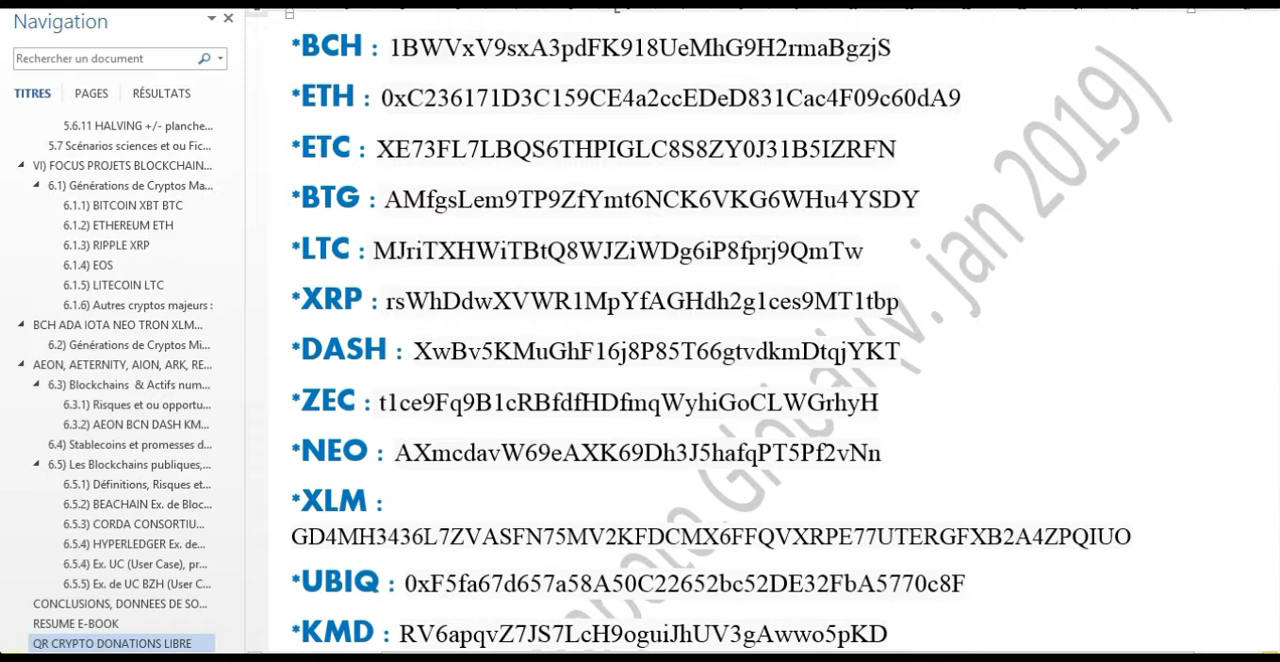 Navigation
Rechercher un document
TITRES PAGES RÉSULTATS
5.6.11 HALVING +/- planche...
5.7 Scénarios sciences et ou Fic...
VI) FOCUS PROJETS BLOCKCHAIN...
6.1) Générations de Cryptos Ma...
6.1.1) BITCOIN XBT BTC
6.1.2) ETHEREUM ETH
6.1.3) RIPPLE XRP
6.1.4) EOS
6.1.5) LITECOIN LTC
6.1.6) Autres cryptos majeurs :
BCH ADA IOTA NEO TRON XLM...
6.2) Générations de Cryptos Mi...
AEON, AETERNITY, AION, ARK, RE...
6.3) Blockchains & Actifs num...
6.3.1) Risques et ou opportu...
6.3.2) AEON BCN DASH KM...
6.4) Stablecoins et promesses d...
6.5) Les Blockchains publiques,...
6.5.1) Définitions, Risques et...
6.5.2) BEACHAIN Ex. de Bloc...
6.5.3) CORDA CONSORTIU...
6.5.4) HYPERLEDGER Ex. de...
6.5.4) Ex. UC (User Case), pr...
6.5.5) Ex. de UC BZH (User C...
CONCLUSIONS, DONNEES DE SO...
RESUME E-BOOK
QR CRYPTO DONATIONS LIBRE
*BCH : 1BWVxV9sxA3pdFK918UeMhG9H2rmaBgzjS
*ETH : 0xC236171D3C159CE4a2ccEDeD831Cac4F09c60dA9
*ETC : XE73FL7LBQS6THPIGLC8S8ZY0J31B5IZRFN
*BTG : AMfgsLem9TP9ZfYmt6NCK6VKG6WHu4YSDY
*LTC : MJriTXHWiTBtQ8WJZiWDg6iP8fprj9QmTw
*XRP : rsWhDdwXVWR1MpYfAGHdh2g1ces9MT1tbp
*DASH : XwBv5KMuGhF16j8P85T66gtvdkmDtqjYKT
*ZEC : t1ce9Fq9B1cRBfdfHDfmqWyhiGoCLWGrhyH
*NEO : AXmcdavW69eAXK69Dh3J5hafqPT5Pf2vNn
*XLM :
GD4MH3436L7ZVASFN75MV2KFDCMX6FFQVXRPE77UTERGFXB2A4ZPQIUO
*UBIQ : 0xF5fa67d657a58A50C22652bc52DE32FbA5770c8F
*KMD : RV6apqvZ7JS7LcH9oguiJhUV3gAwwo5pKD
(v. jan 2019)